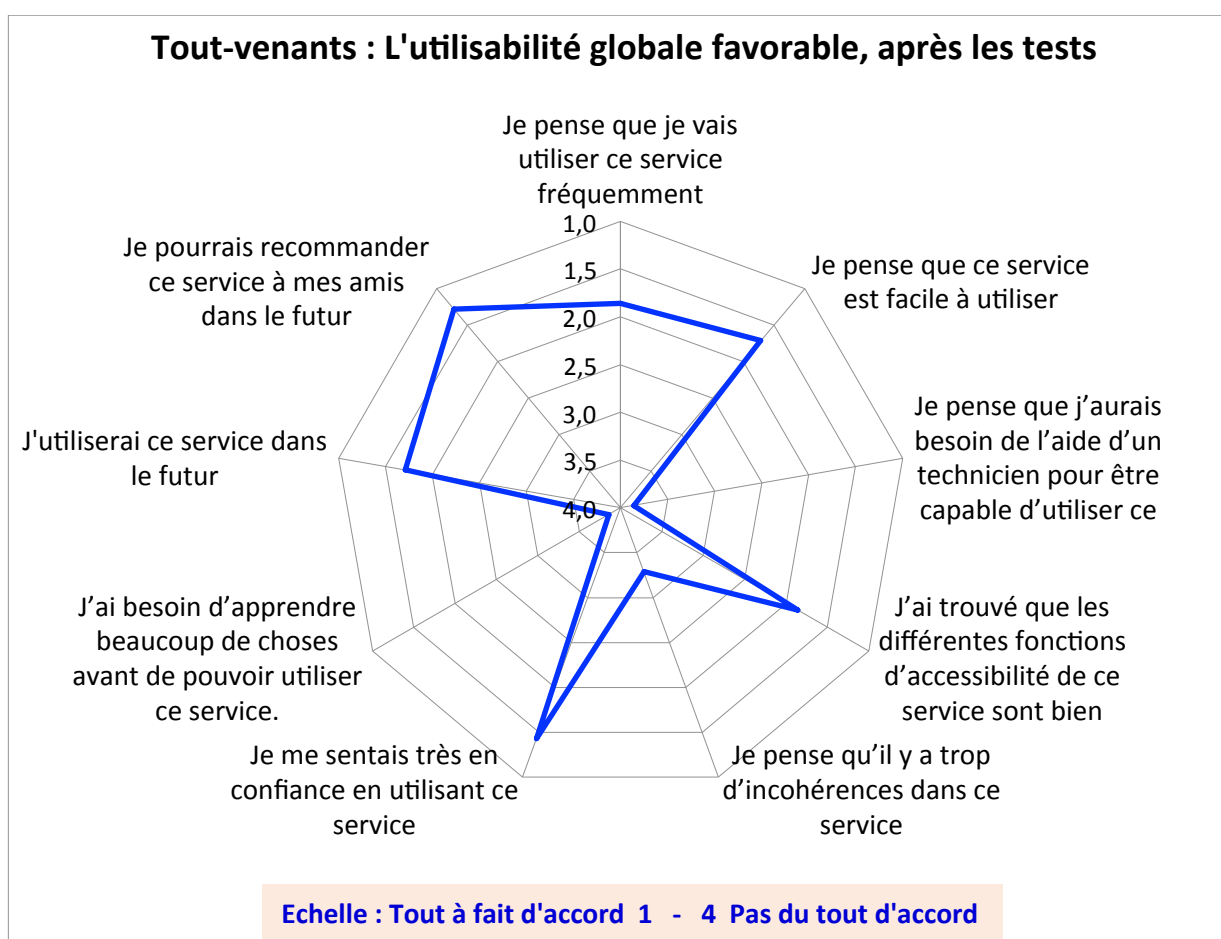 Tout-venants : L'utilisabilité globale favorable, après les tests
Je pense que je vais
utiliser ce service
fréquemment
Je pense que ce service
est facile à utiliser
Je pense que j’aurais
besoin de l’aide d’un
technicien pour être
capable d’utiliser ce
J’ai trouvé que les
différentes fonctions
d’accessibilité de ce
service sont bien
Je pense qu’il y a trop
d’incohérences dans ce
service
Je me sentais très en
confiance en utilisant ce
service
J’ai besoin d’apprendre
beaucoup de choses
avant de pouvoir utiliser
ce service.
J'utiliserai ce service dans
le futur
Je pourrais recommander
ce service à mes amis
dans le futur
1,0
1,5
2,0
2,5
3,0
3,5
4,0
Echelle : Tout à fait d'accord 1 - 4 Pas du tout d'accord